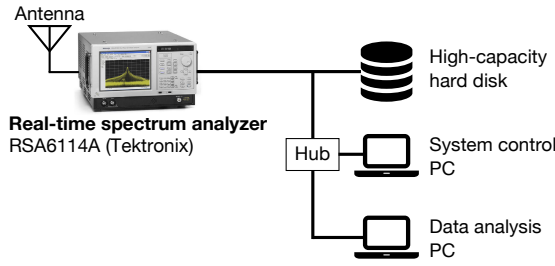 Antenna
Real-time spectrum analyzer
RSA6114A (Tektronix)
High-capacity
hard disk
Hub
System control
PC
Data analysis
PC